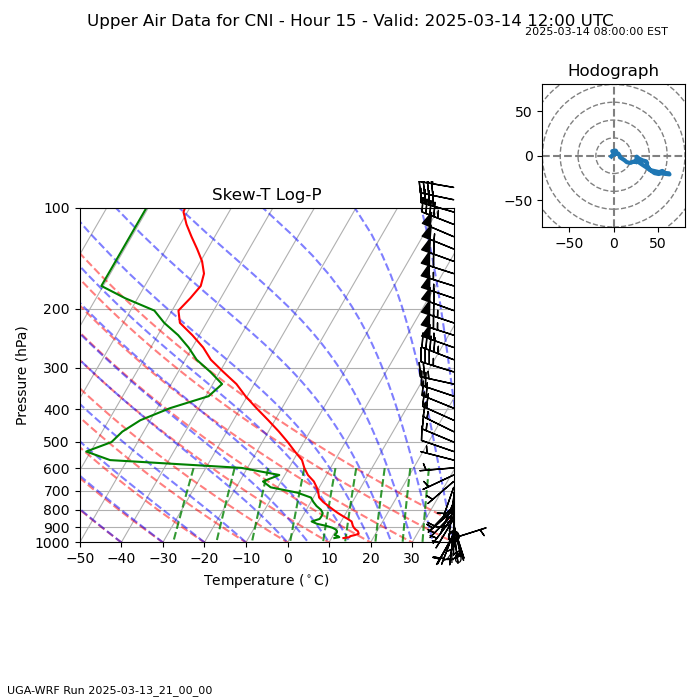 Upper Air Data for CNI - Hour 15 - Valid: 2025-03-14 12:00 UTC
2025-03-14 08:00:00 EST
Hodograph
50
0
−50
−50 0 50
Skew-T Log-P
100
200
300
400
500
600
700
800
900
1000
Pressure (hPa)
−50 −40 −30 −20 −10 0 10 20 30
Temperature (°C)
UGA-WRF Run 2025-03-13_21_00_00